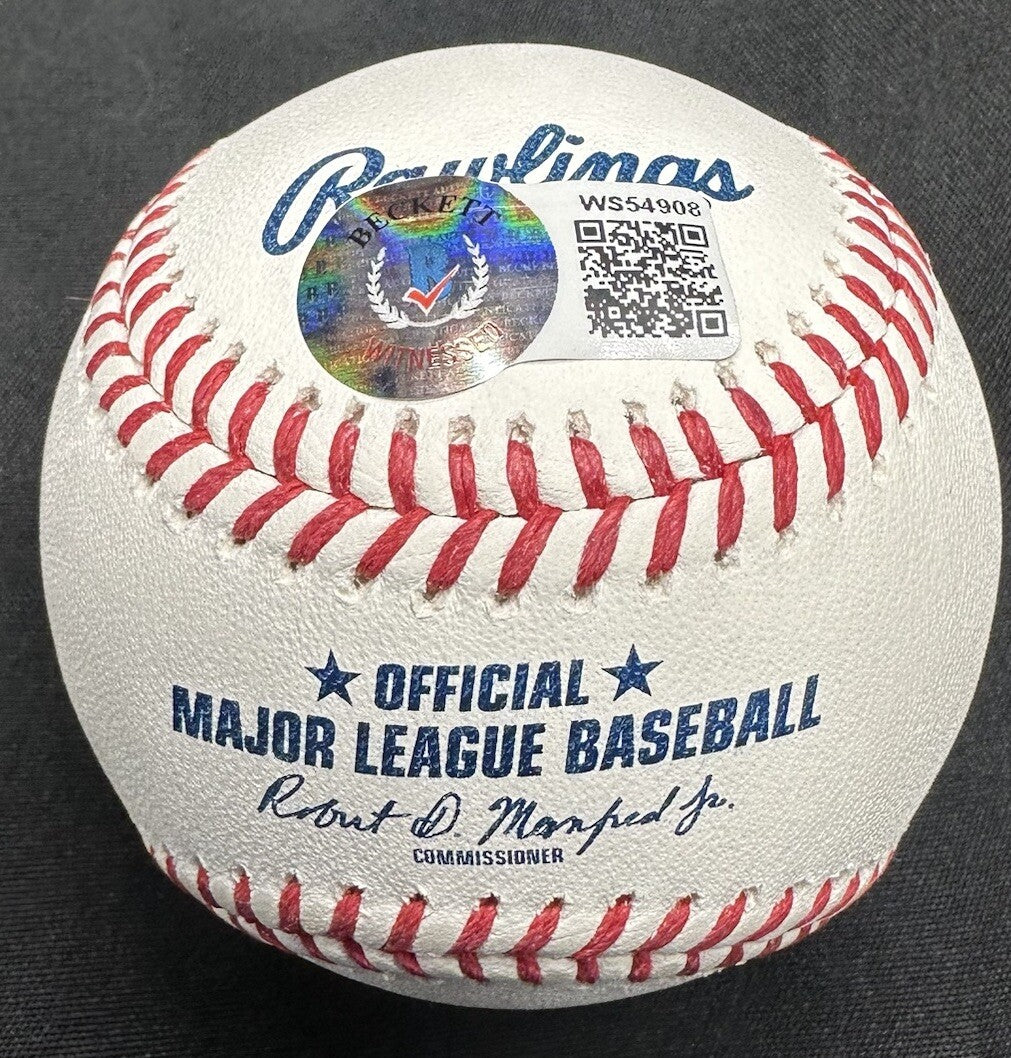 Rawlings
BECKETT
B
WITNESSED
WS54908
OFFICIAL
MAJOR LEAGUE BASEBALL
Robert D. Manfred Jr.
COMMISSIONER